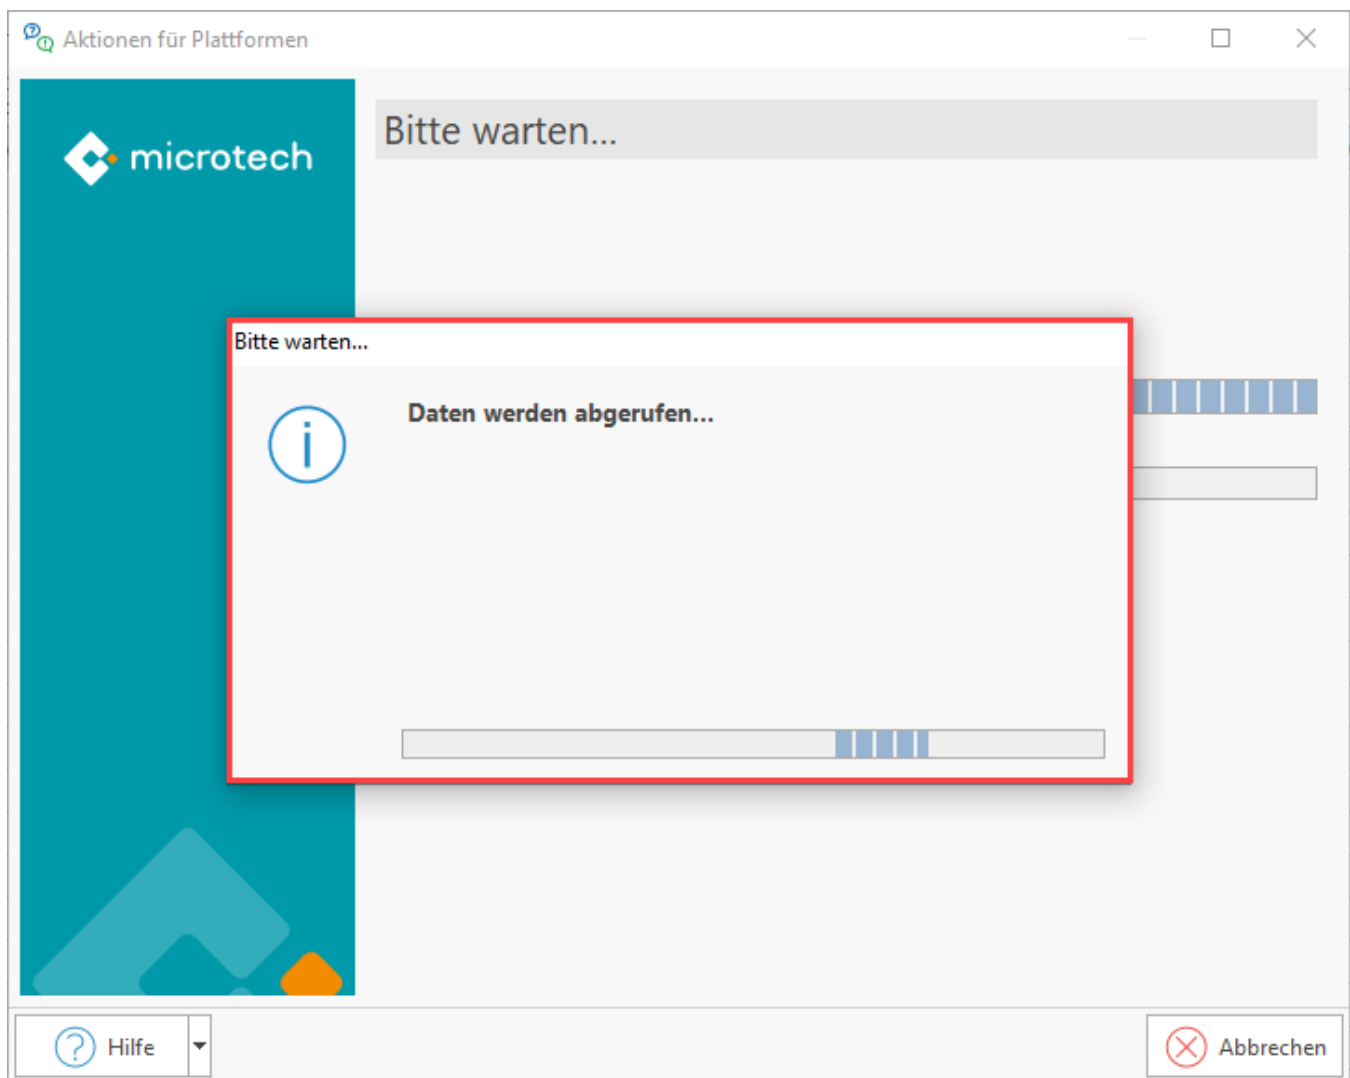 Aktionen für Plattformen
microtech
Bitte warten...
Bitte warten...
Daten werden abgerufen...
Hilfe
Abbrechen